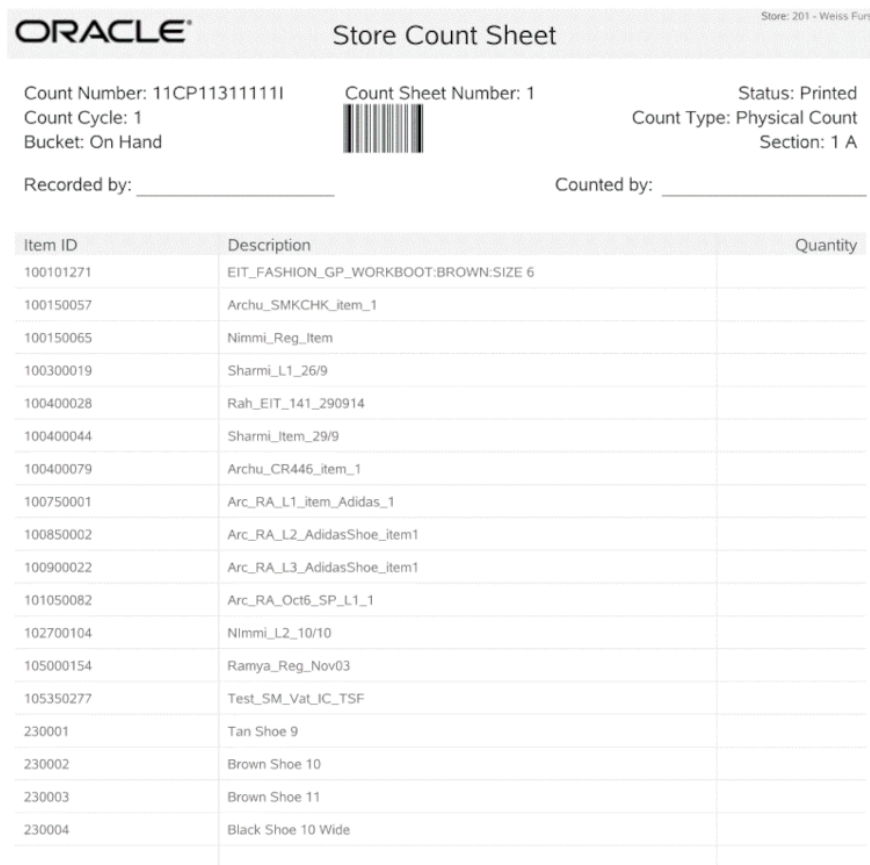 Store: 201 - Weiss Furs
ORACLE
Store Count Sheet
Count Number: 11CP11311111I Count Sheet Number: 1 Status: Printed
Count Cycle: 1 Count Type: Physical Count
Bucket: On Hand Section: 1 A
Recorded by: Counted by:
Item ID Description Quantity
100101271 EIT_FASHION_GP_WORKBOOT:BROWN:SIZE 6
100150057 Archu_SMKCHK_item_1
100150065 Nimmi_Reg_Item
100300019 Sharmi_L1_26/9
100400028 Rah_EIT_141_290914
100400044 Sharmi_Item_29/9
100400079 Archu_CR446_item_1
100750001 Arc_RA_L1_item_Adidas_1
100850002 Arc_RA_L2_AdidasShoe_item1
100900022 Arc_RA_L3_AdidasShoe_item1
101050082 Arc_RA_Oct6_SP_L1_1
102700104 NImmi_L2_10/10
105000154 Ramya_Reg_Nov03
105350277 Test_SM_Vat_IC_TSF
230001 Tan Shoe 9
230002 Brown Shoe 10
230003 Brown Shoe 11
230004 Black Shoe 10 Wide